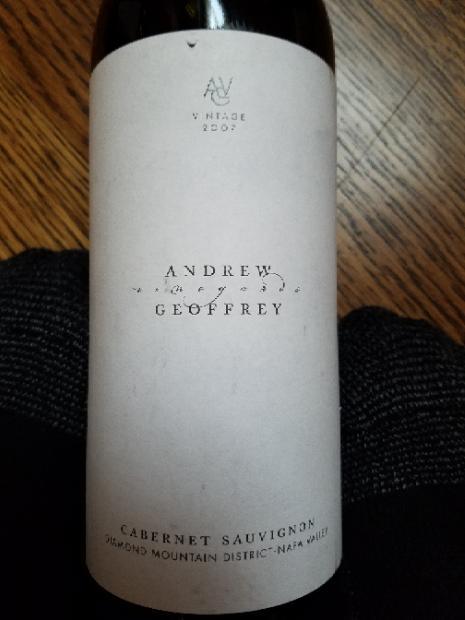 AGV
VINTAGE
2007
ANDREW
vineyards
GEOFFREY
CABERNET SAUVIGNON
DIAMOND MOUNTAIN DISTRICT-NAPA VALLEY